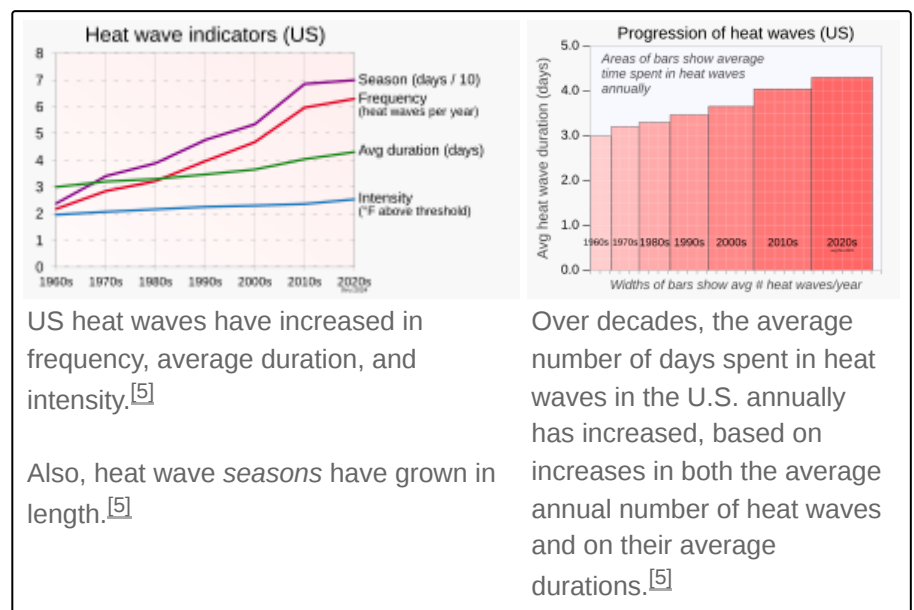 Heat wave indicators (US)
8
7
6
5
4
3
2
1
0
Season (days / 10)
Frequency
(heat waves per year)
Avg duration (days)
Intensity
(°F above threshold)
1960s 1970s 1980s 1990s 2000s 2010s 2020s
Progression of heat waves (US)
Avg heat wave duration (days)
5.0
4.0
3.0
2.0
1.0
0.0
Areas of bars show average
time spent in heat waves
annually
1960s 1970s 1980s 1990s 2000s 2010s 2020s
Widths of bars show avg # heat waves/year
US heat waves have increased in
frequency, average duration, and
intensity.[5]
Also, heat wave seasons have grown in
length.[5]
Over decades, the average
number of days spent in heat
waves in the U.S. annually
has increased, based on
increases in both the average
annual number of heat waves
and on their average
durations.[5]